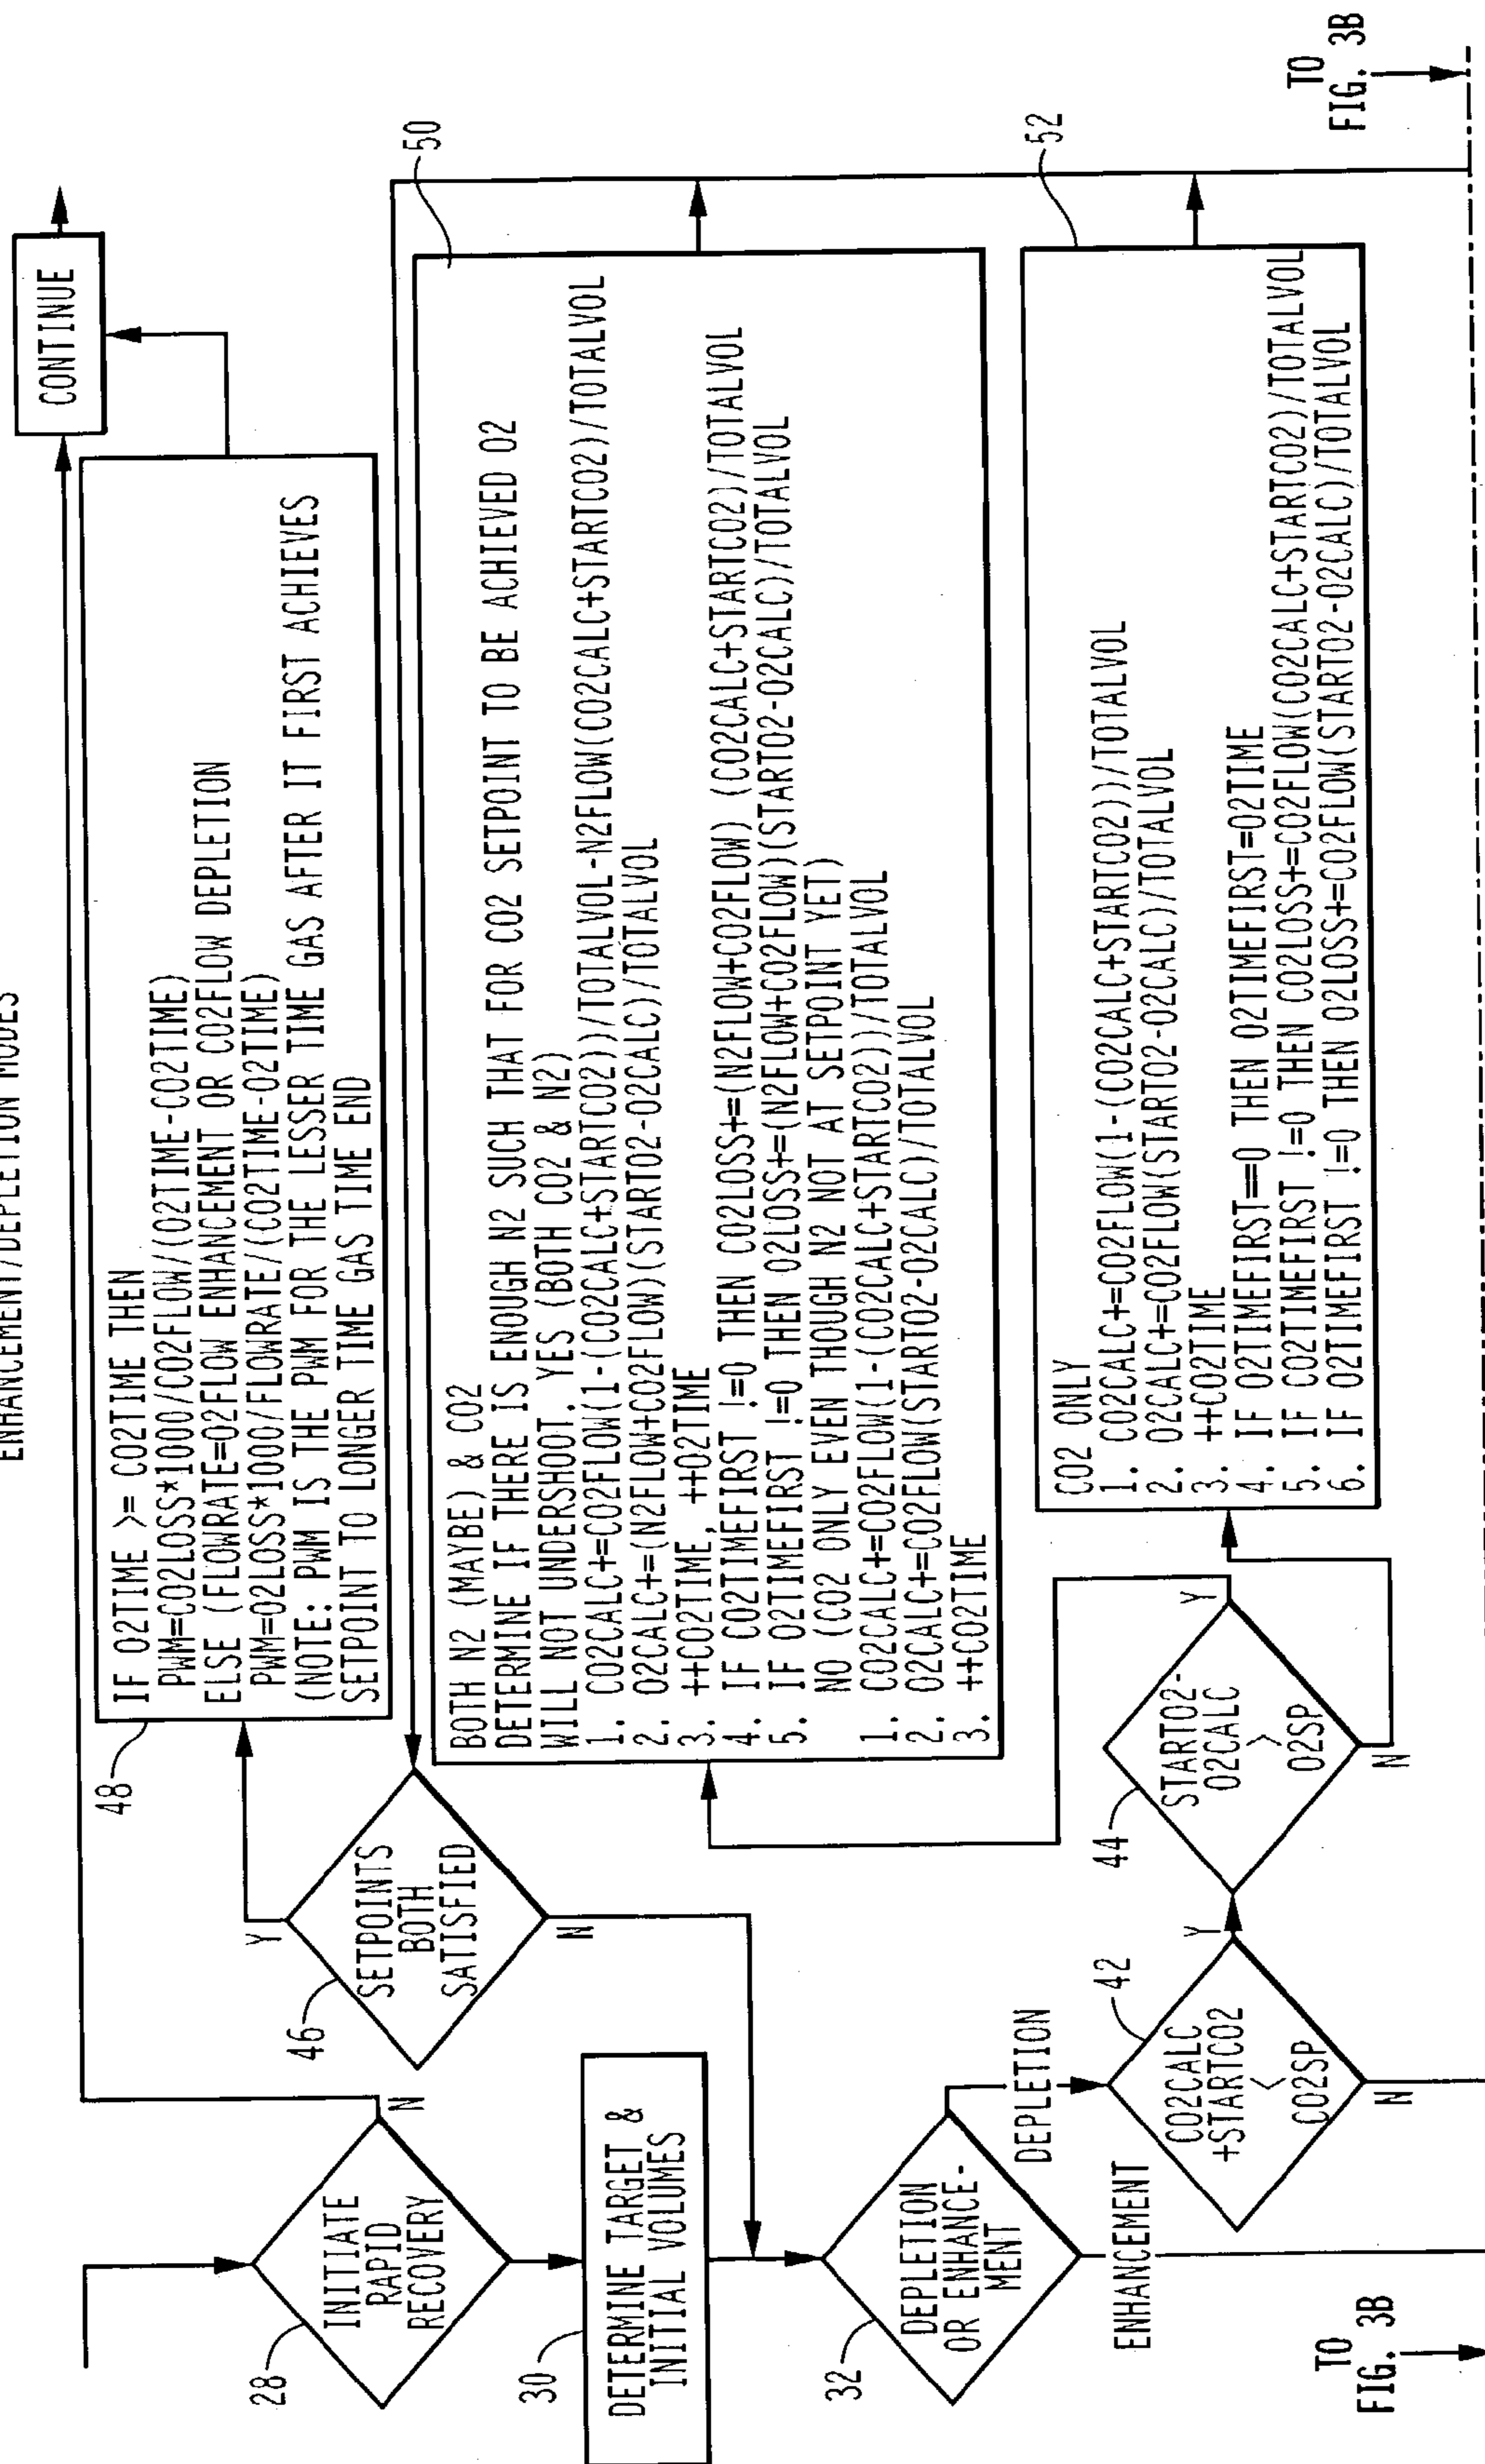 ENHANCEMENT/DEPLETION MODES
CONTINUE
48
IF O2TIME >= CO2TIME THEN
PWM=CO2LOSS*1000/CO2FLOW/(O2TIME-CO2TIME)
ELSE (FLOWRATE=O2FLOW ENHANCEMENT OR CO2FLOW DEPLETION
PWM=O2LOSS*1000/FLOWRATE/(CO2TIME-O2TIME)
(NOTE: PWM IS THE PWM FOR THE LESSER TIME GAS AFTER IT FIRST ACHIEVES
SETPOINT TO LONGER TIME GAS TIME END
28
INITIATE
RAPID
RECOVERY
N
46
SETPOINTS
BOTH
SATISFIED
Y
N
50
BOTH N2 (MAYBE) & CO2
DETERMINE IF THERE IS ENOUGH N2 SUCH THAT FOR CO2 SETPOINT TO BE ACHIEVED O2
WILL NOT UNDERSHOOT. YES (BOTH CO2 & N2)
1. CO2CALC+=CO2FLOW(1-(CO2CALC+STARTCO2))/TOTALVOL-N2FLOW(CO2CALC+STARTCO2)/TOTALVOL
2. O2CALC+=(N2FLOW+CO2FLOW)(STARTO2-O2CALC)/TOTALVOL
3. ++CO2TIME, ++O2TIME
4. IF CO2TIMEFIRST !=0 THEN CO2LOSS+=(N2FLOW+CO2FLOW) (CO2CALC+STARTCO2)/TOTALVOL
5. IF O2TIMEFIRST !=0 THEN O2LOSS+=(N2FLOW+CO2FLOW)(STARTO2-O2CALC)/TOTALVOL
NO (CO2 ONLY EVEN THOUGH N2 NOT AT SETPOINT YET)
1. CO2CALC+=CO2FLOW(1-(CO2CALC+STARTCO2))/TOTALVOL
2. O2CALC+=CO2FLOW(STARTO2-O2CALC)/TOTALVOL
3. ++CO2TIME
30
DETERMINE TARGET &
INITIAL VOLUMES
32
DEPLETION
OR ENHANCE-
MENT
DEPLETION
ENHANCEMENT
42
CO2CALC
+STARTCO2
<
CO2SP
Y
N
44
STARTO2-
O2CALC
>
O2SP
Y
N
52
CO2 ONLY
1. CO2CALC+=CO2FLOW(1-(CO2CALC+STARTCO2))/TOTALVOL
2. O2CALC+=CO2FLOW(STARTO2-O2CALC)/TOTALVOL
3. ++CO2TIME
4. IF O2TIMEFIRST==0 THEN O2TIMEFIRST=O2TIME
5. IF CO2TIMEFIRST !=0 THEN CO2LOSS+=CO2FLOW(CO2CALC+STARTCO2)/TOTALVOL
6. IF O2TIMEFIRST !=0 THEN O2LOSS+=CO2FLOW(STARTO2-O2CALC)/TOTALVOL
TO
FIG. 3B
TO
FIG. 3B